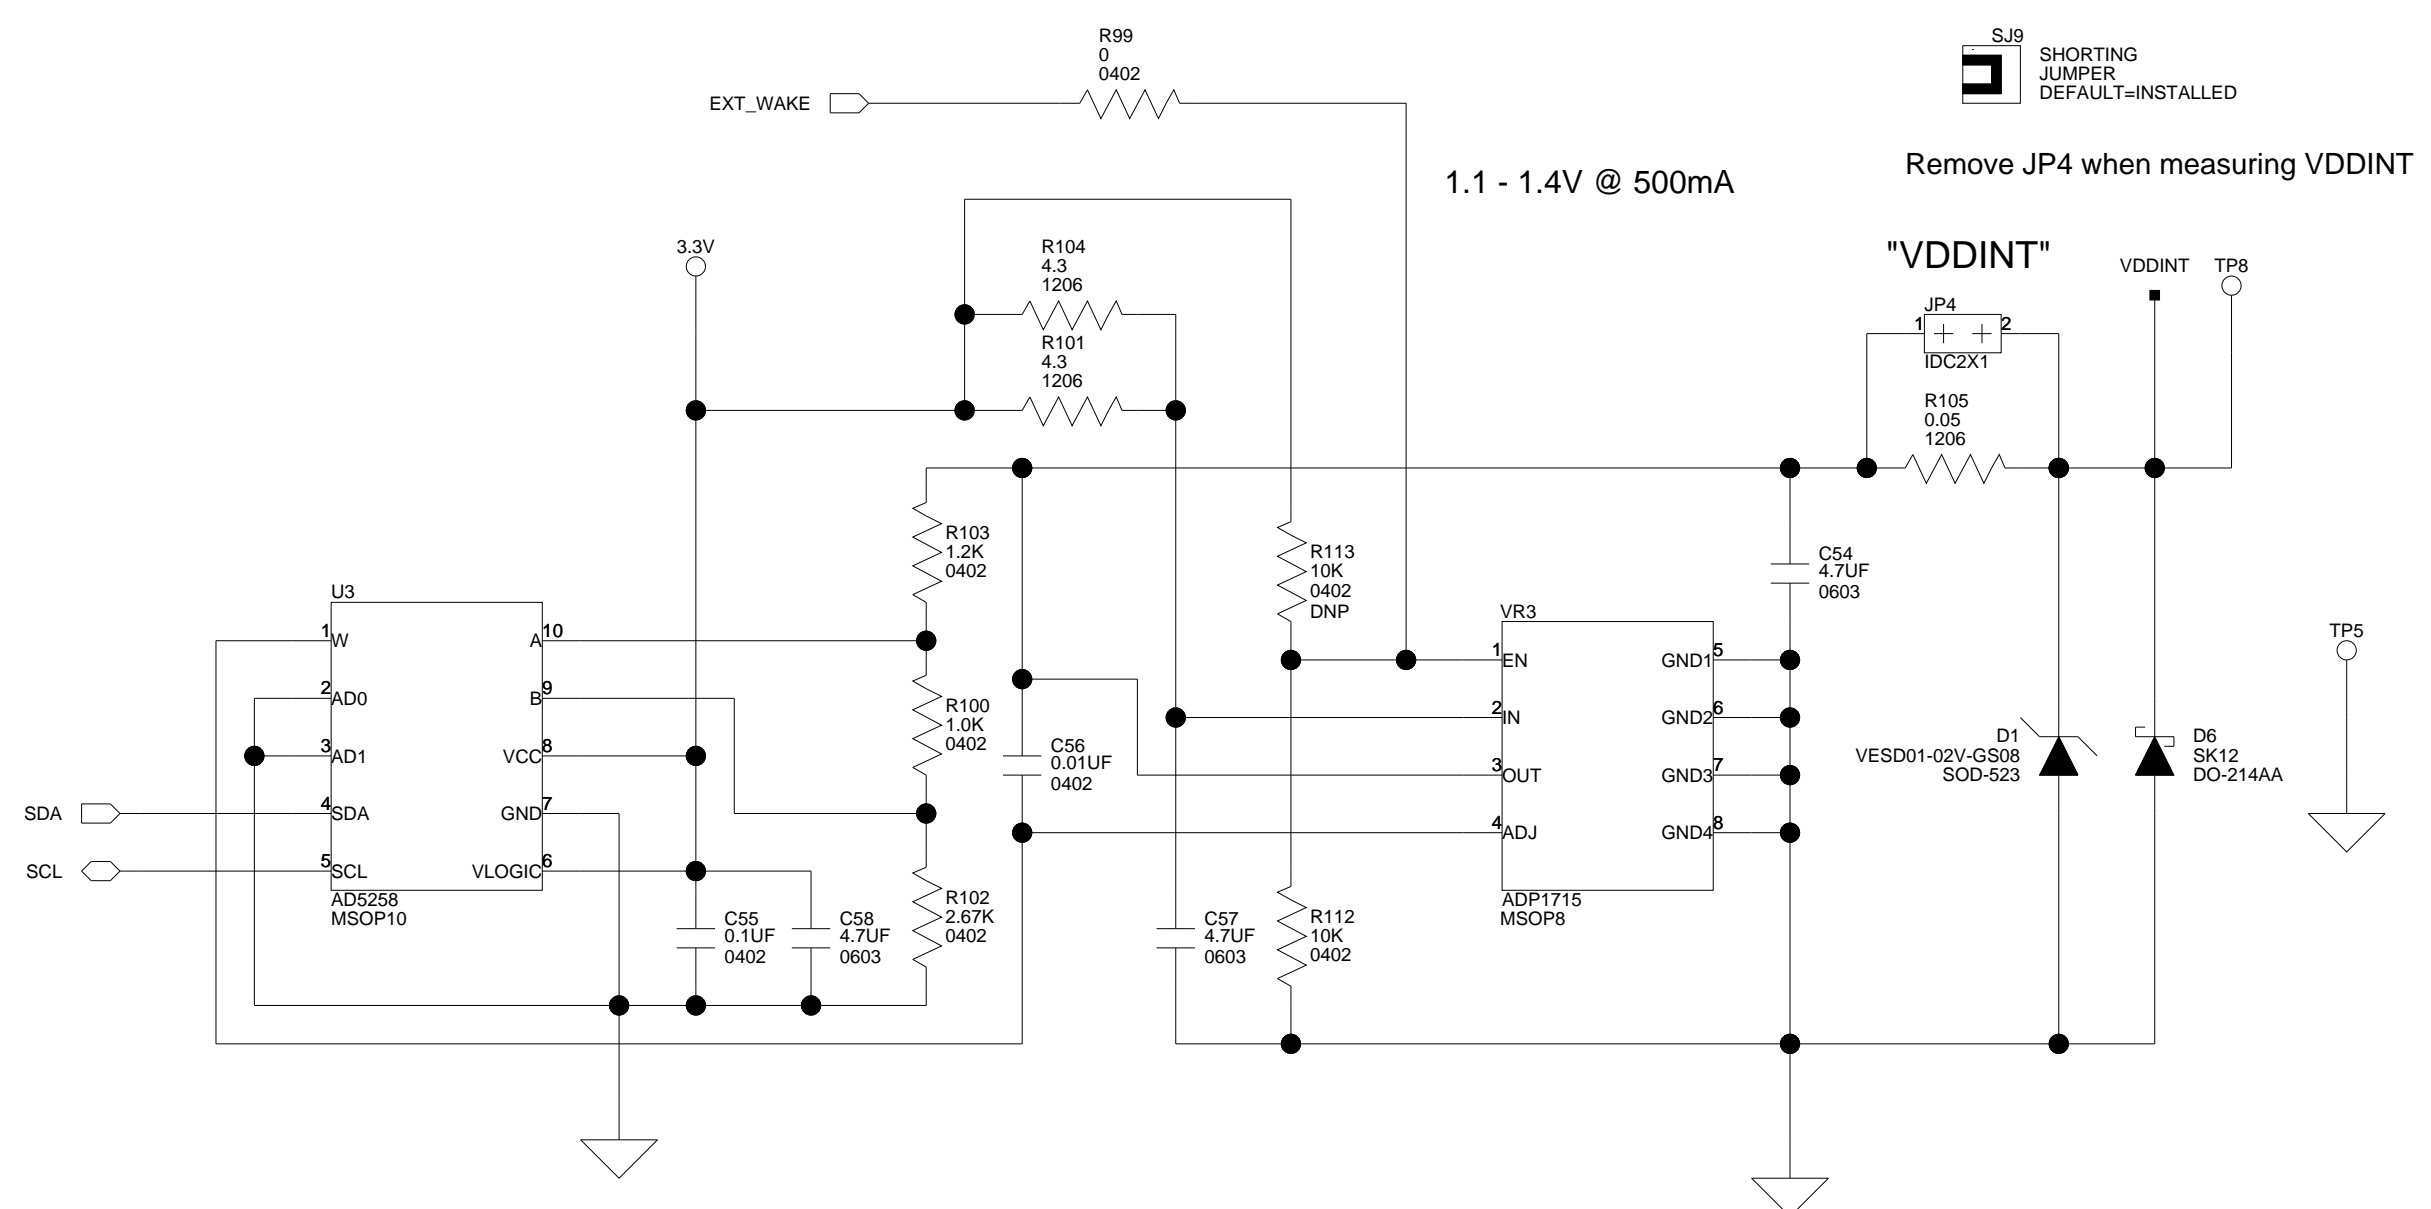 R99
0
0402
EXT_WAKE
SJ9
SHORTING
JUMPER
DEFAULT=INSTALLED
Remove JP4 when measuring VDDINT
1.1 - 1.4V @ 500mA
"VDDINT"
3.3V
R104
4.3
1206
R101
4.3
1206
VDDINT
TP8
JP4
1
2
IDC2X1
R105
0.05
1206
R103
1.2K
0402
R113
10K
0402
DNP
C54
4.7UF
0603
U3
1
W
2
AD0
3
AD1
4
SDA
5
SCL
A
10
B
9
VCC
8
GND
7
VLOGIC
6
AD5258
MSOP10
SDA
SCL
R100
1.0K
0402
C56
0.01UF
0402
VR3
1
EN
2
IN
3
OUT
4
ADJ
GND1
5
GND2
6
GND3
7
GND4
8
ADP1715
MSOP8
TP5
D1
VESD01-02V-GS08
SOD-523
D6
SK12
DO-214AA
C55
0.1UF
0402
C58
4.7UF
0603
R102
2.67K
0402
C57
4.7UF
0603
R112
10K
0402